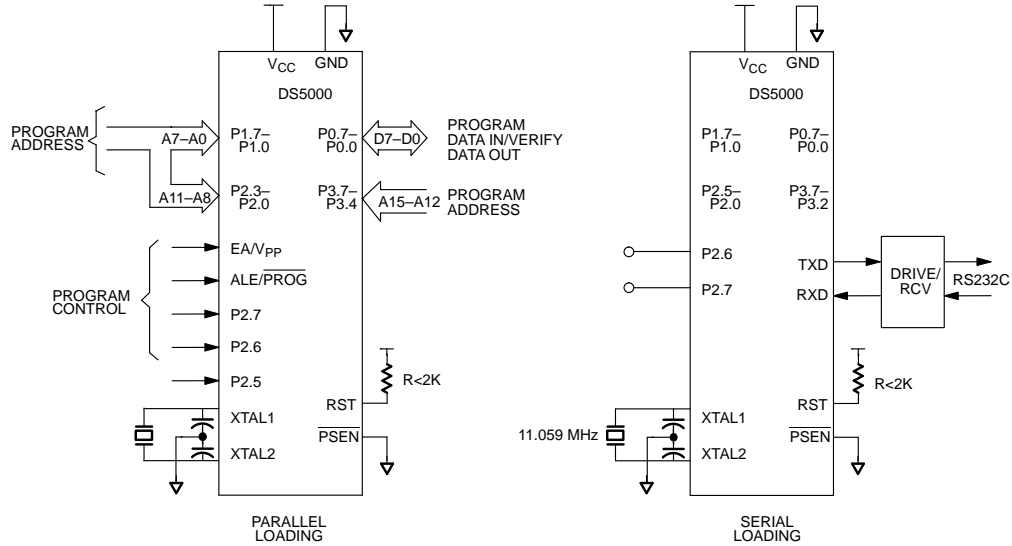 VCC GND
DS5000
PROGRAM
ADDRESS
A7–A0
A11–A8
P1.7–
P1.0
P2.3–
P2.0
P0.7–
P0.0
P3.7–
P3.4
D7–D0
PROGRAM
DATA IN/VERIFY
DATA OUT
A15–A12
PROGRAM
ADDRESS
PROGRAM
CONTROL
EA/VPP
ALE/PROG
P2.7
P2.6
P2.5
XTAL1
XTAL2
RST
PSEN
R<2K
PARALLEL
LOADING
VCC GND
DS5000
P1.7–
P1.0
P2.5–
P2.0
P0.7–
P0.0
P3.7–
P3.2
P2.6
P2.7
TXD
RXD
DRIVE/
RCV
RS232C
R<2K
RST
PSEN
11.059 MHz
XTAL1
XTAL2
SERIAL
LOADING